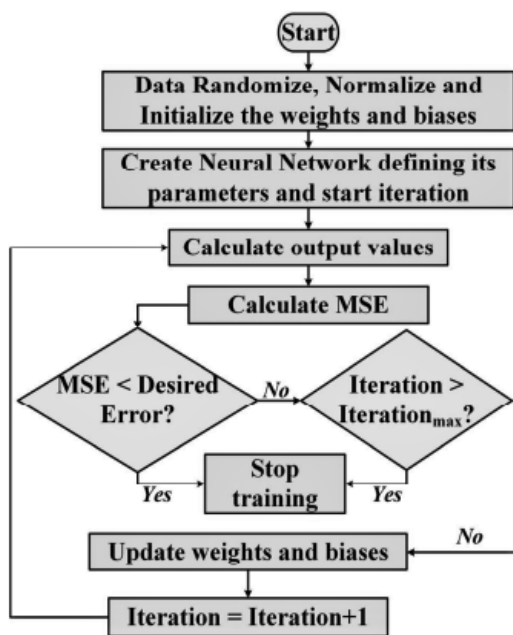 Start
Data Randomize, Normalize and
Initialize the weights and biases
Create Neural Network defining its
parameters and start iteration
Calculate output values
Calculate MSE
MSE < Desired
Error?
No
Iteration >
Iterationmax?
Yes
Stop
training
Yes
Update weights and biases
No
Iteration = Iteration+1